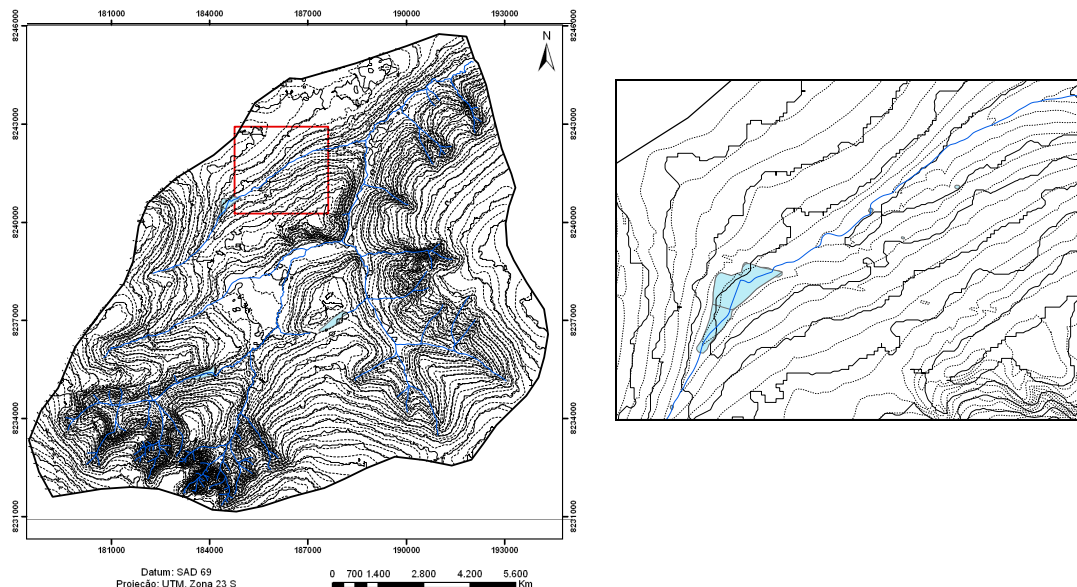 181000 184000 187000 190000 193000
8246000 8246000
N
8243000 8243000
8240000 8240000
8237000 8237000
8234000 8234000
8231000 8231000
181000 184000 187000 190000 193000
Datum: SAD 69
Projeção: UTM, Zona 23 S
0 700 1.400 2.800 4.200 5.600
Km